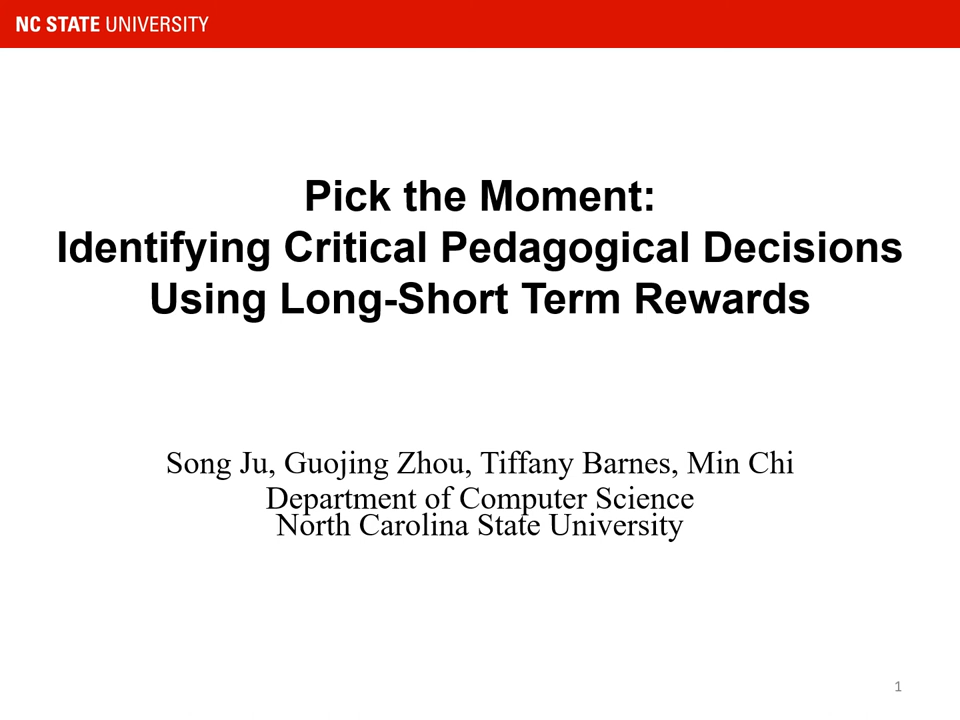 NC STATE UNIVERSITY
Pick the Moment:
Identifying Critical Pedagogical Decisions
Using Long-Short Term Rewards
Song Ju, Guojing Zhou, Tiffany Barnes, Min Chi
Department of Computer Science
North Carolina State University
1